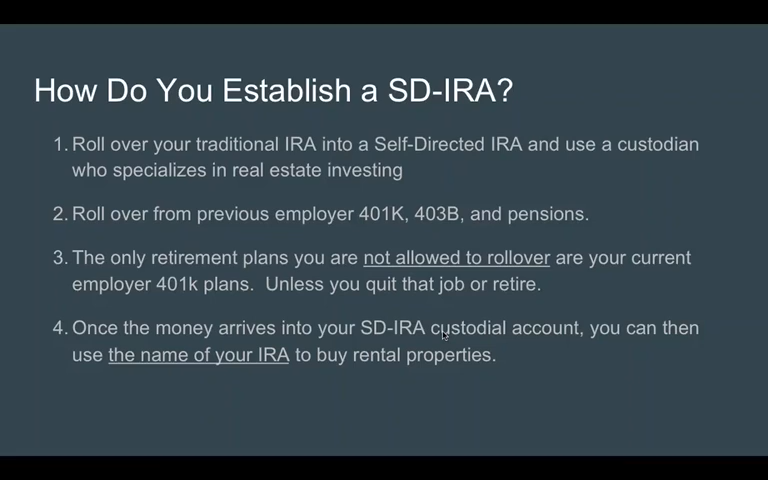 How Do You Establish a SD-IRA?
1. Roll over your traditional IRA into a Self-Directed IRA and use a custodian
who specializes in real estate investing
2. Roll over from previous employer 401K, 403B, and pensions.
3. The only retirement plans you are not allowed to rollover are your current
employer 401k plans.  Unless you quit that job or retire.
4. Once the money arrives into your SD-IRA custodial account, you can then
use the name of your IRA to buy rental properties.